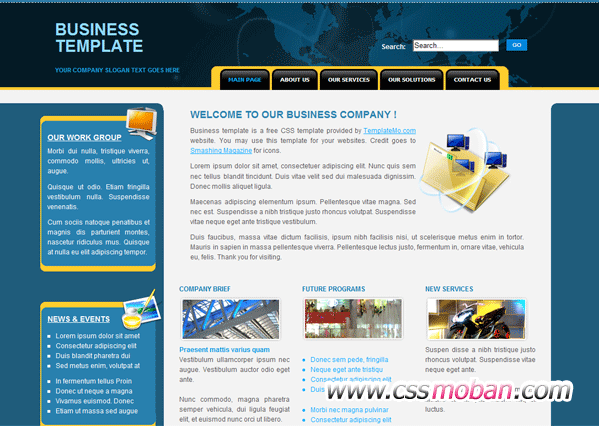 BUSINESS
TEMPLATE
YOUR COMPANY SLOGAN TEXT GOES HERE
Search:
Search...
GO
MAIN PAGE
ABOUT US
OUR SERVICES
OUR SOLUTIONS
CONTACT US
OUR WORK GROUP
Morbi dui nulla, tristique viverra,
commodo mollis, ultricies ut,
augue.
Quisque ut odio. Etiam fringilla
vestibulum nulla. Suspendisse
venenatis.
Cum sociis natoque penatibus et
magnis dis parturient montes,
nascetur ridiculus mus. Quisque
at nulla eu elit adipiscing tempor.
NEWS & EVENTS
Lorem ipsum dolor sit amet
Consectetur adipiscing elit
Duis blandit pharetra dui
Sed metus enim, volutpat at
In fermentum tellus Proin
Donec ut neque a magna
Vivamus euismod. Donec
Etiam ut massa sed augue
WELCOME TO OUR BUSINESS COMPANY !
Business template is a free CSS template provided by TemplateMo.com
website. You may use this template for your websites. Credit goes to
Smashing Magazine for icons.
Lorem ipsum dolor sit amet, consectetuer adipiscing elit. Nunc quis sem
nec tellus blandit tincidunt. Duis vitae velit sed dui malesuada dignissim.
Donec mollis aliquet ligula.
Maecenas adipiscing elementum ipsum. Pellentesque vitae magna. Sed
nec est. Suspendisse a nibh tristique justo rhoncus volutpat. Suspendisse
vitae neque eget ante tristique vestibulum.
Duis faucibus, massa vitae dictum facilisis, ipsum nibh facilisis nisi, ut scelerisque metus enim in tortor.
Mauris in sapien in massa pellentesque viverra. Pellentesque lectus justo, fermentum in, ornare vitae, vehicula
eu, felis. Thank you for visiting.
COMPANY BRIEF
Praesent mattis varius quam
Vestibulum ullamcorper ipsum nec
augue. Vestibulum auctor odio eget
ante.
Nunc commodo, magna pharetra
semper vehicula, dui ligula feugiat
elit, et euismod nunc orci ut libero.
FUTURE PROGRAMS
Donec sem pede, fringilla.
Neque eget ante tristiqu
Consectetur adipiscing elit
Duis
Morbi nec magna pulvinar
Consectetur adipiscing elit
NEW SERVICES
Suspen disse a nibh tristique justo
rhoncus volutpat. Suspendisse vitae
neque eget ante.
luctus.
www.cssmoban.com